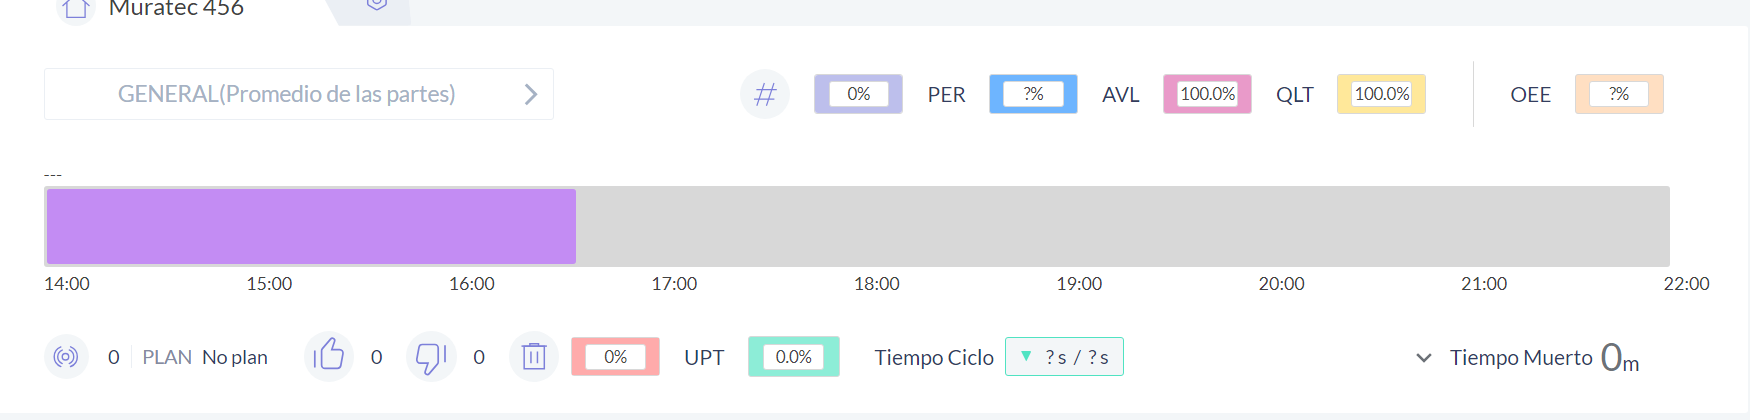 Muratec 456
GENERAL(Promedio de las partes) # 0% PER ?% AVL 100.0% QLT 100.0% OEE ?%
---
14:00 15:00 16:00 17:00 18:00 19:00 20:00 21:00 22:00
0 PLAN No plan 0 0 0% UPT 0.0% Tiempo Ciclo ▼ ?s / ?s Tiempo Muerto 0m